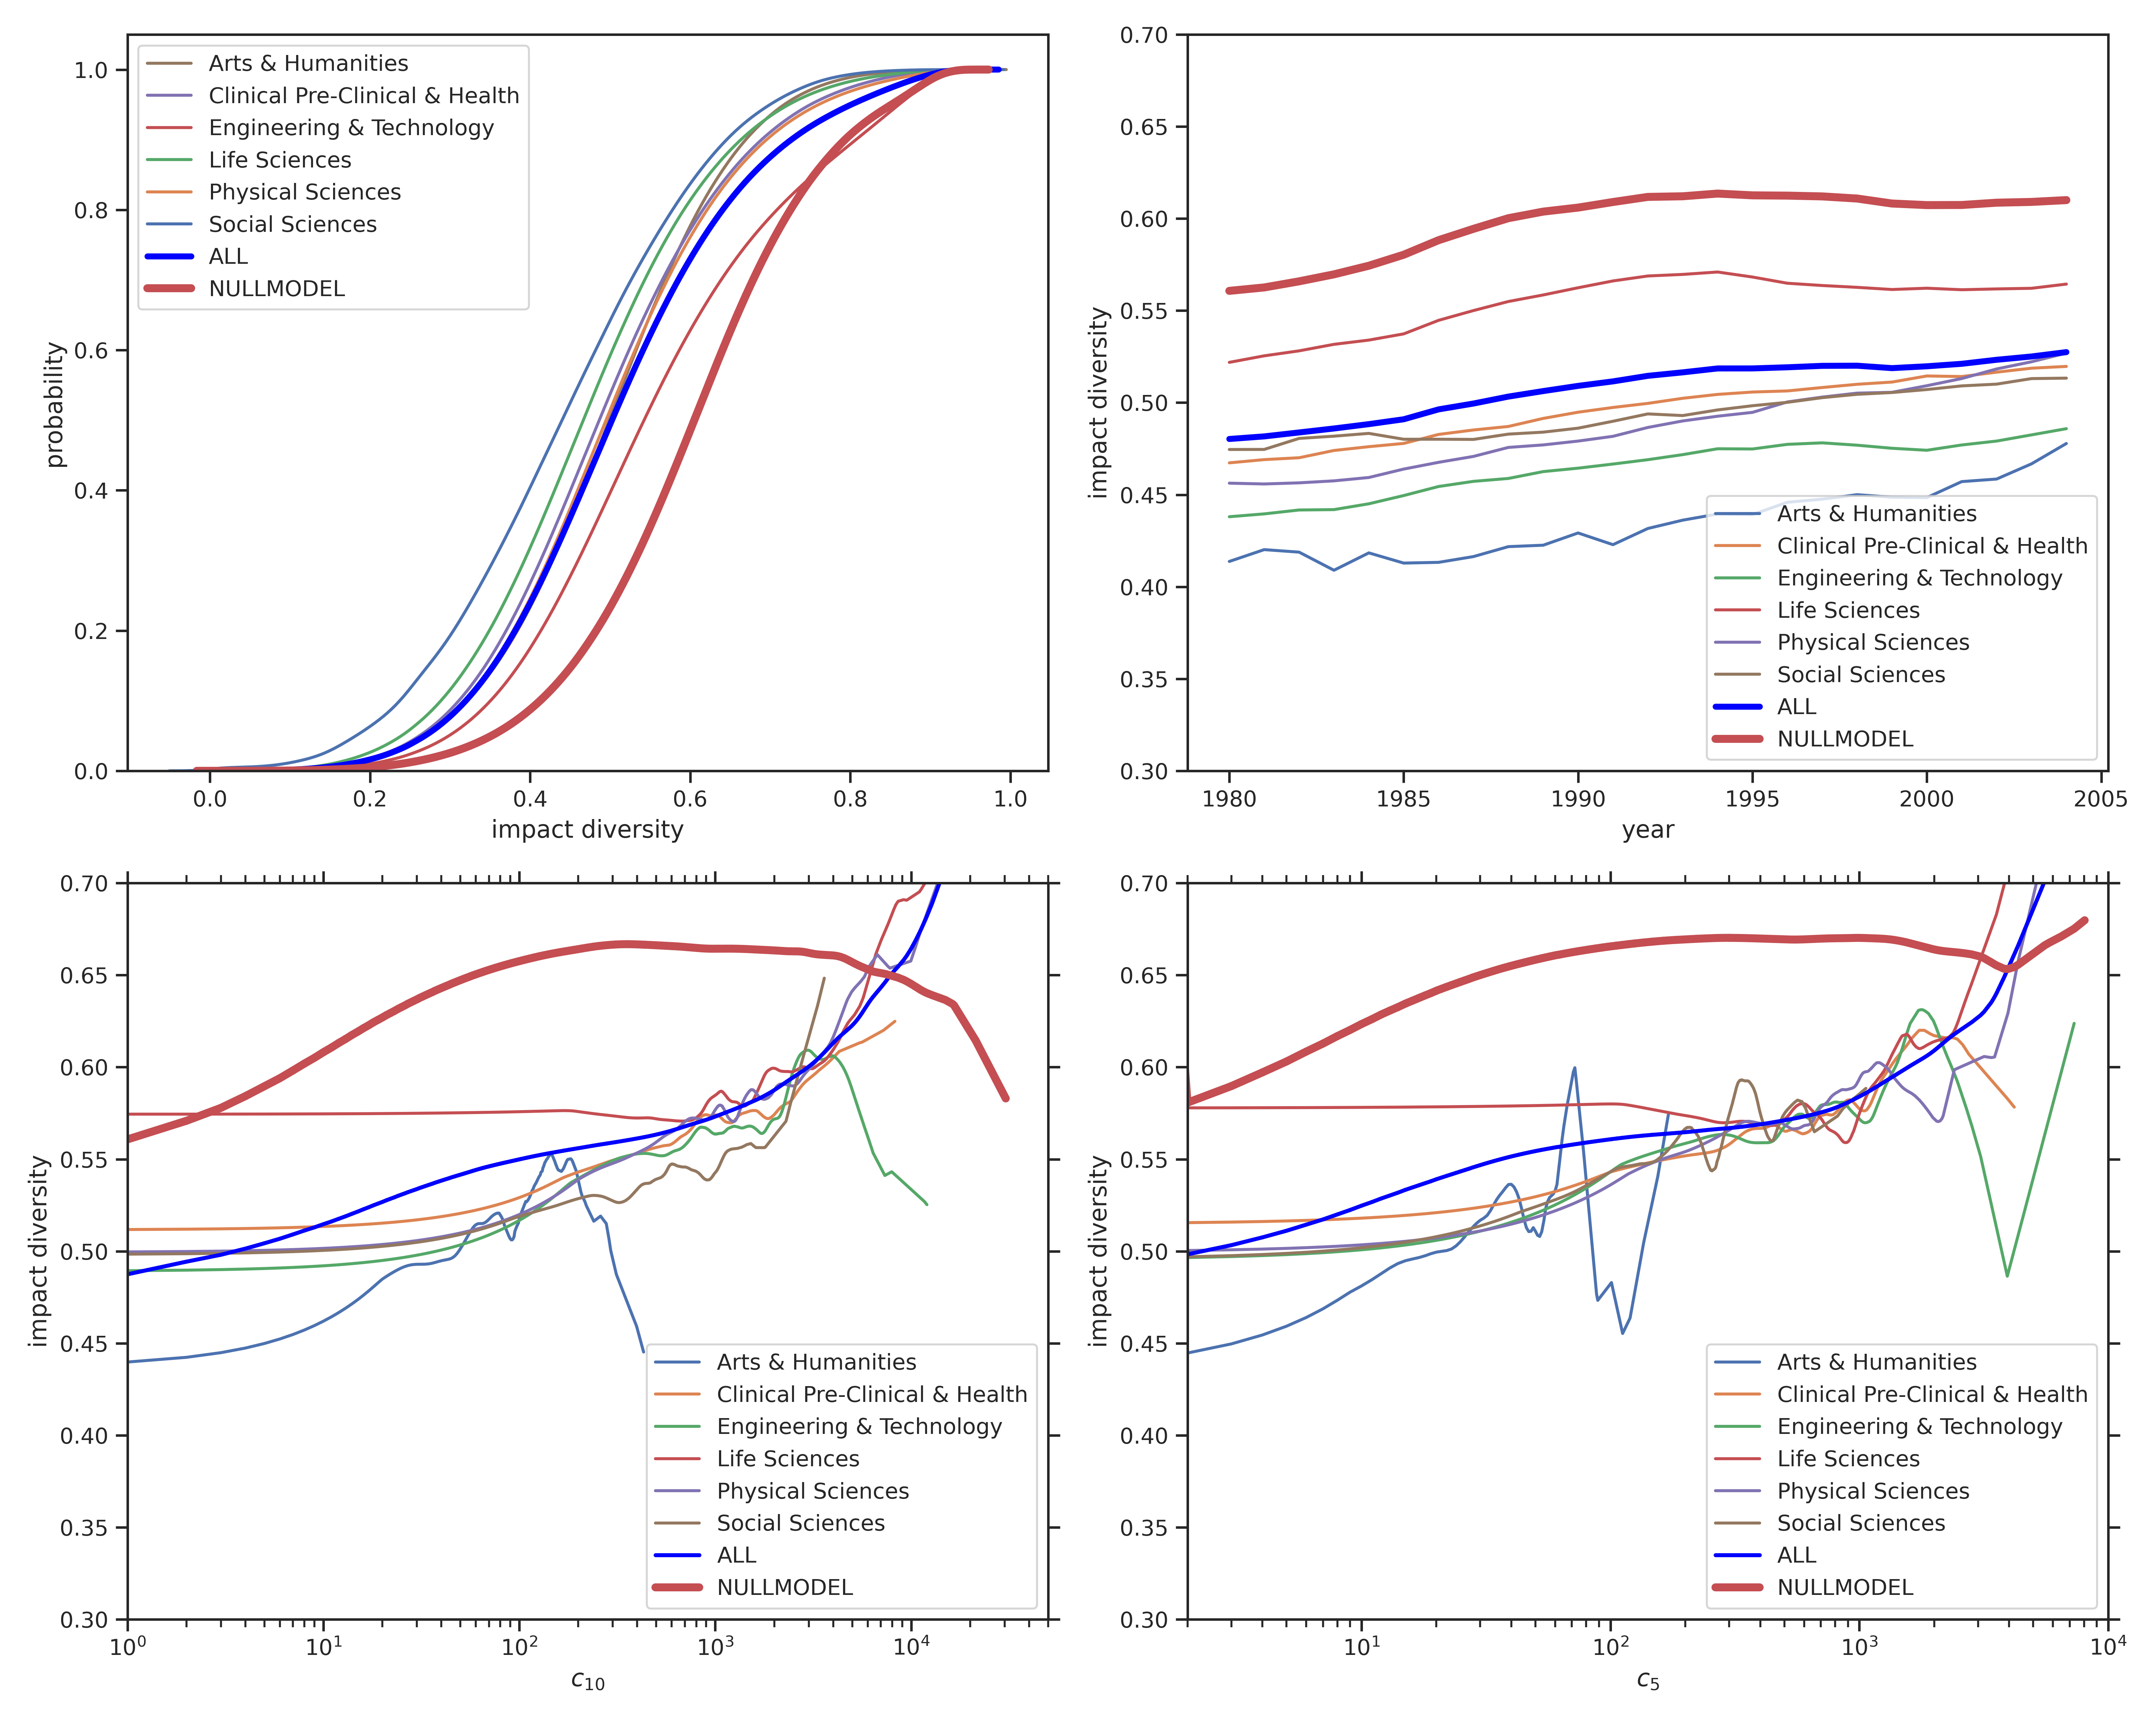 Arts & Humanities
Clinical Pre-Clinical & Health
Engineering & Technology
Life Sciences
Physical Sciences
Social Sciences
ALL
NULLMODEL
1.0
0.8
0.6
0.4
0.2
0.0
probability
0.0 0.2 0.4 0.6 0.8 1.0
impact diversity
0.70
0.65
0.60
0.55
0.50
0.45
0.40
0.35
0.30
impact diversity
Arts & Humanities
Clinical Pre-Clinical & Health
Engineering & Technology
Life Sciences
Physical Sciences
Social Sciences
ALL
NULLMODEL
1980 1985 1990 1995 2000 2005
year
0.70
0.65
0.60
0.55
0.50
0.45
0.40
0.35
0.30
impact diversity
Arts & Humanities
Clinical Pre-Clinical & Health
Engineering & Technology
Life Sciences
Physical Sciences
Social Sciences
ALL
NULLMODEL
10⁰ 10¹ 10² 10³ 10⁴
c₁₀
0.70
0.65
0.60
0.55
0.50
0.45
0.40
0.35
0.30
impact diversity
Arts & Humanities
Clinical Pre-Clinical & Health
Engineering & Technology
Life Sciences
Physical Sciences
Social Sciences
ALL
NULLMODEL
10¹ 10² 10³ 10⁴
c₅